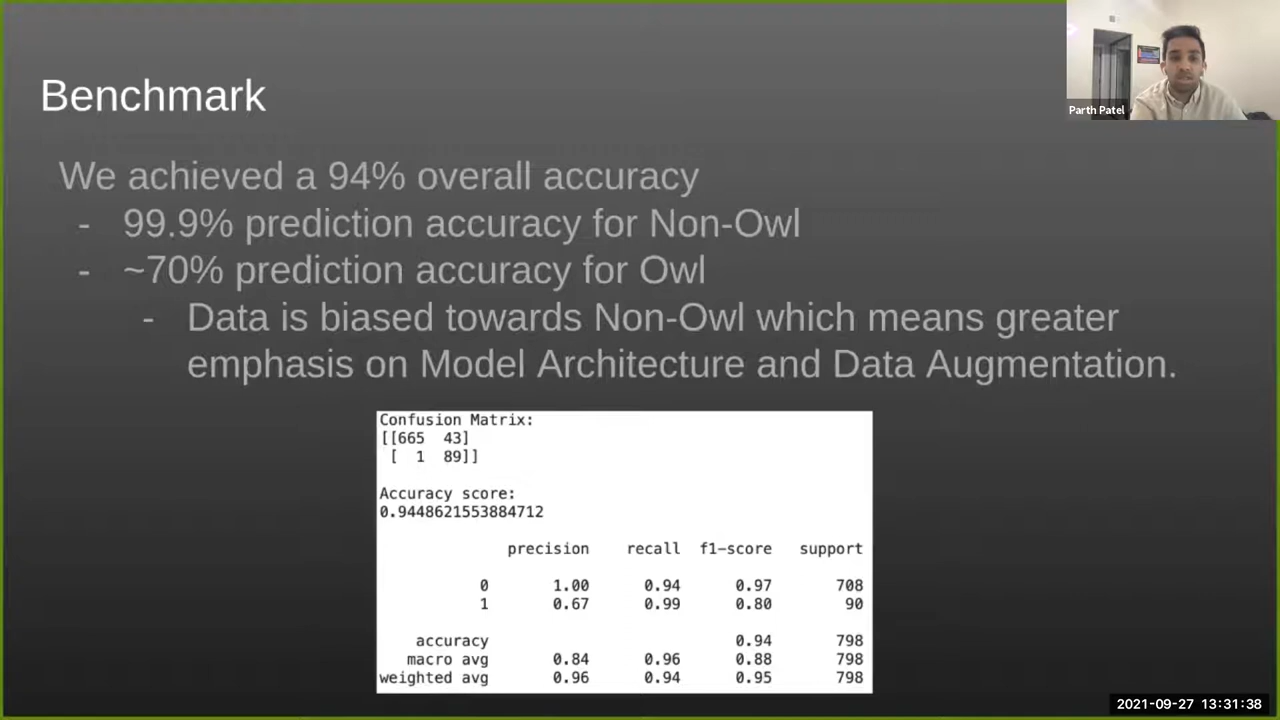 Benchmark
Parth Patel
We achieved a 94% overall accuracy
- 99.9% prediction accuracy for Non-Owl
- ~70% prediction accuracy for Owl
- Data is biased towards Non-Owl which means greater
emphasis on Model Architecture and Data Augmentation.
Confusion Matrix:
[[665 43]
[ 1 89]]
Accuracy score:
0.9448621553884712
precision recall f1-score support
0 1.00 0.94 0.97 708
1 0.67 0.99 0.80 90
accuracy 0.94 798
macro avg 0.84 0.96 0.88 798
weighted avg 0.96 0.94 0.95 798
2021-09-27 13:31:38